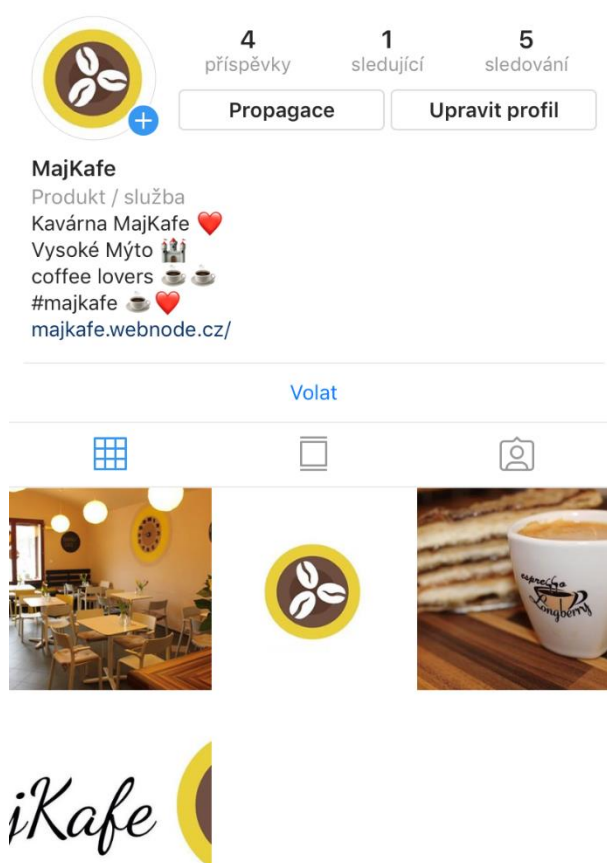 4 1 5
příspěvky sledující sledování
Propagace Upravit profil
MajKafe
Produkt / služba
Kavárna MajKafe ❤️
Vysoké Mýto 🏰
coffee lovers ☕☕
#majkafe ☕❤️
majkafe.webnode.cz/
Volat
espresso
Longberry
jKafe